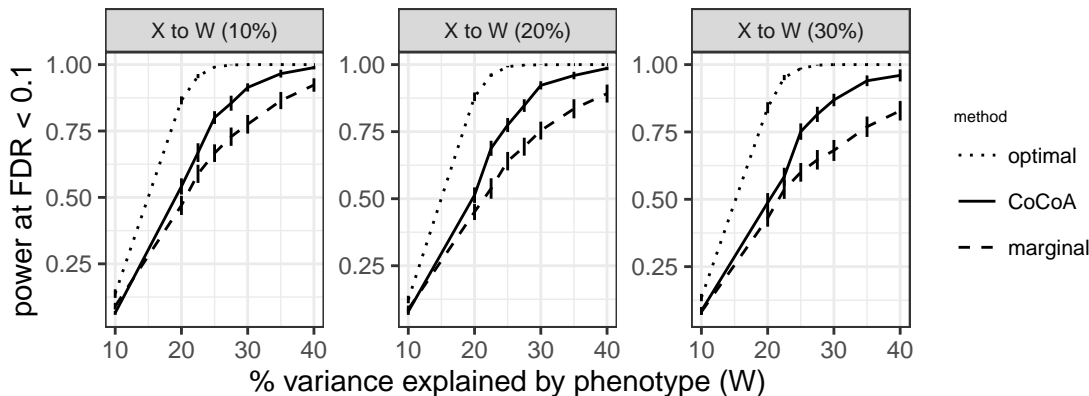 X to W (10%)
X to W (20%)
X to W (30%)
power at FDR < 0.1
1.00
0.75
0.50
0.25
1.00
0.75
0.50
0.25
1.00
0.75
0.50
0.25
10 20 30 40
10 20 30 40
10 20 30 40
% variance explained by phenotype (W)
method
optimal
CoCoA
marginal